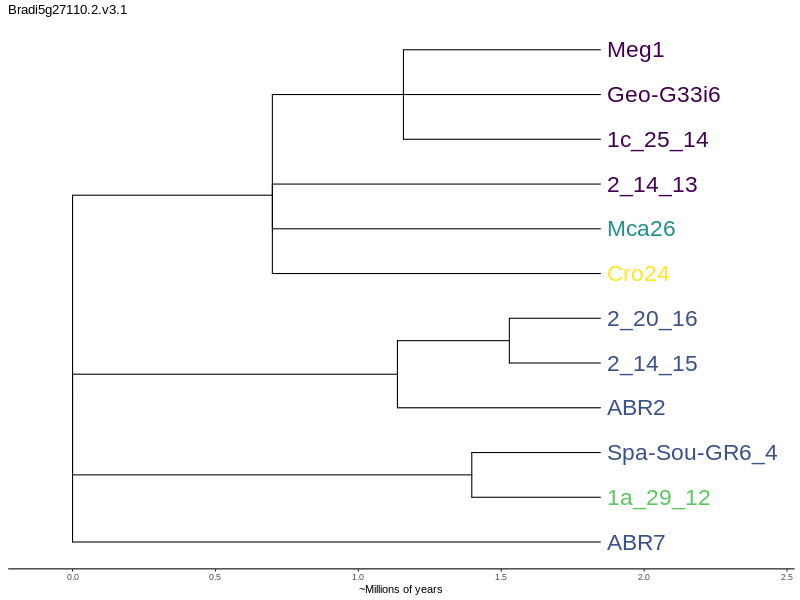 Bradi5g27110.2.v3.1
Meg1
Geo-G33i6
1c_25_14
2_14_13
Mca26
Cro24
2_20_16
2_14_15
ABR2
Spa-Sou-GR6_4
1a_29_12
ABR7
0.0 0.5 1.0 1.5 2.0 2.5
~Millions of years